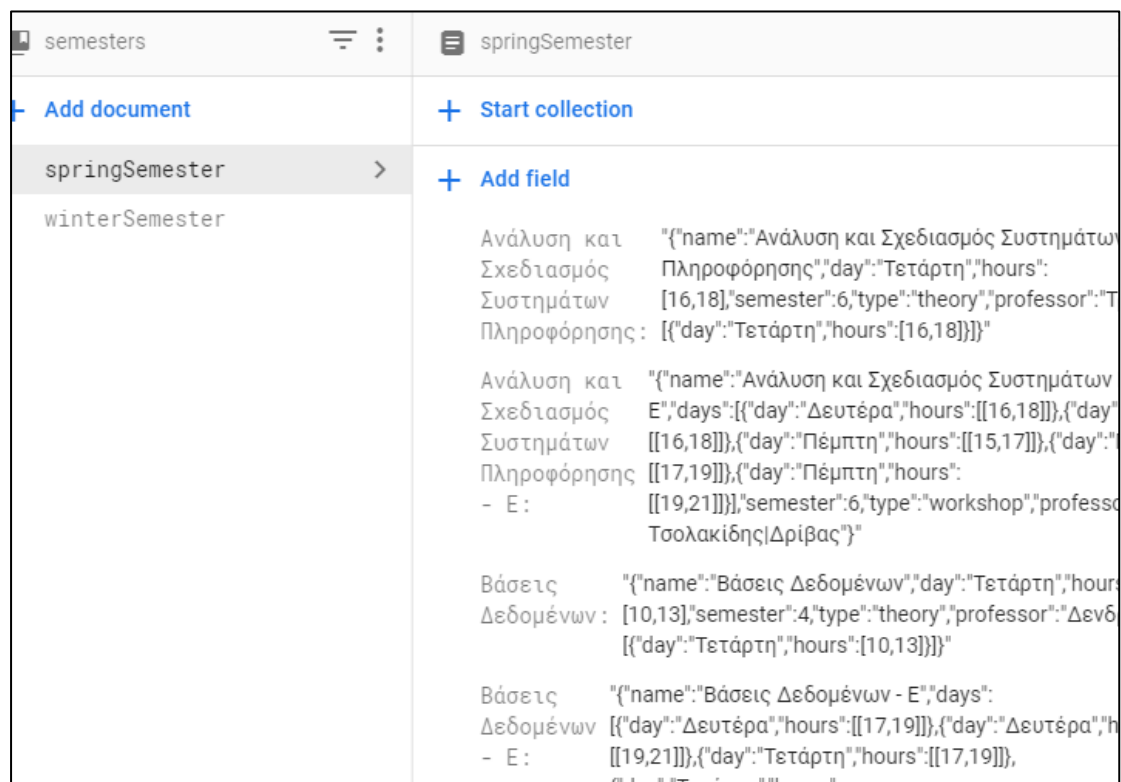 semesters
springSemester
Add document
Start collection
springSemester
winterSemester
Add field
Ανάλυση και
Σχεδιασμός
Συστημάτων
Πληροφόρησης:
"{"name":"Ανάλυση και Σχεδιασμός Συστημάτων
Πληροφόρησης","day":"Τετάρτη","hours":
[16,18],"semester":6,"type":"theory","professor":"Τ
[{"day":"Τετάρτη","hours":[16,18]}]}"
Ανάλυση και
Σχεδιασμός
Συστημάτων
Πληροφόρησης
- Ε:
"{"name":"Ανάλυση και Σχεδιασμός Συστημάτων
Ε","days":[{"day":"Δευτέρα","hours":[[16,18]]},{"day"
[[16,18]]},{"day":"Πέμπτη","hours":[[15,17]]},{"day":"
[[17,19]]},{"day":"Πέμπτη","hours":
[[19,21]]}],"semester":6,"type":"workshop","professo
Τσολακίδης|Δρίβας"}"
Βάσεις
Δεδομένων:
"{"name":"Βάσεις Δεδομένων","day":"Τετάρτη","hours
[10,13],"semester":4,"type":"theory","professor":"Δενδ
[{"day":"Τετάρτη","hours":[10,13]}]}"
Βάσεις
Δεδομένων
- Ε:
"{"name":"Βάσεις Δεδομένων - Ε","days":
[{"day":"Δευτέρα","hours":[[17,19]]},{"day":"Δευτέρα","h
[[19,21]]},{"day":"Τετάρτη","hours":[[17,19]]},